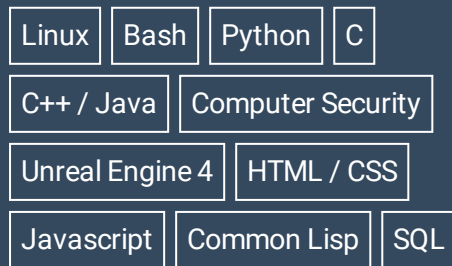 Linux Bash Python C
C++ / Java Computer Security
Unreal Engine 4 HTML / CSS
Javascript Common Lisp SQL